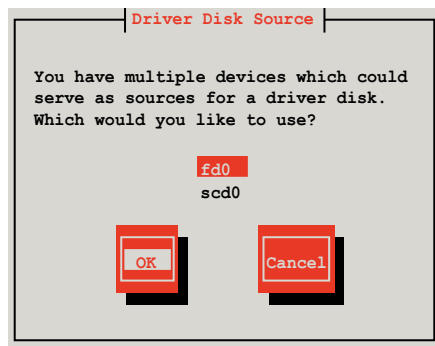 Driver Disk Source
You have multiple devices which could
serve as sources for a driver disk.
Which would you like to use?
fd0
scd0
OK Cancel